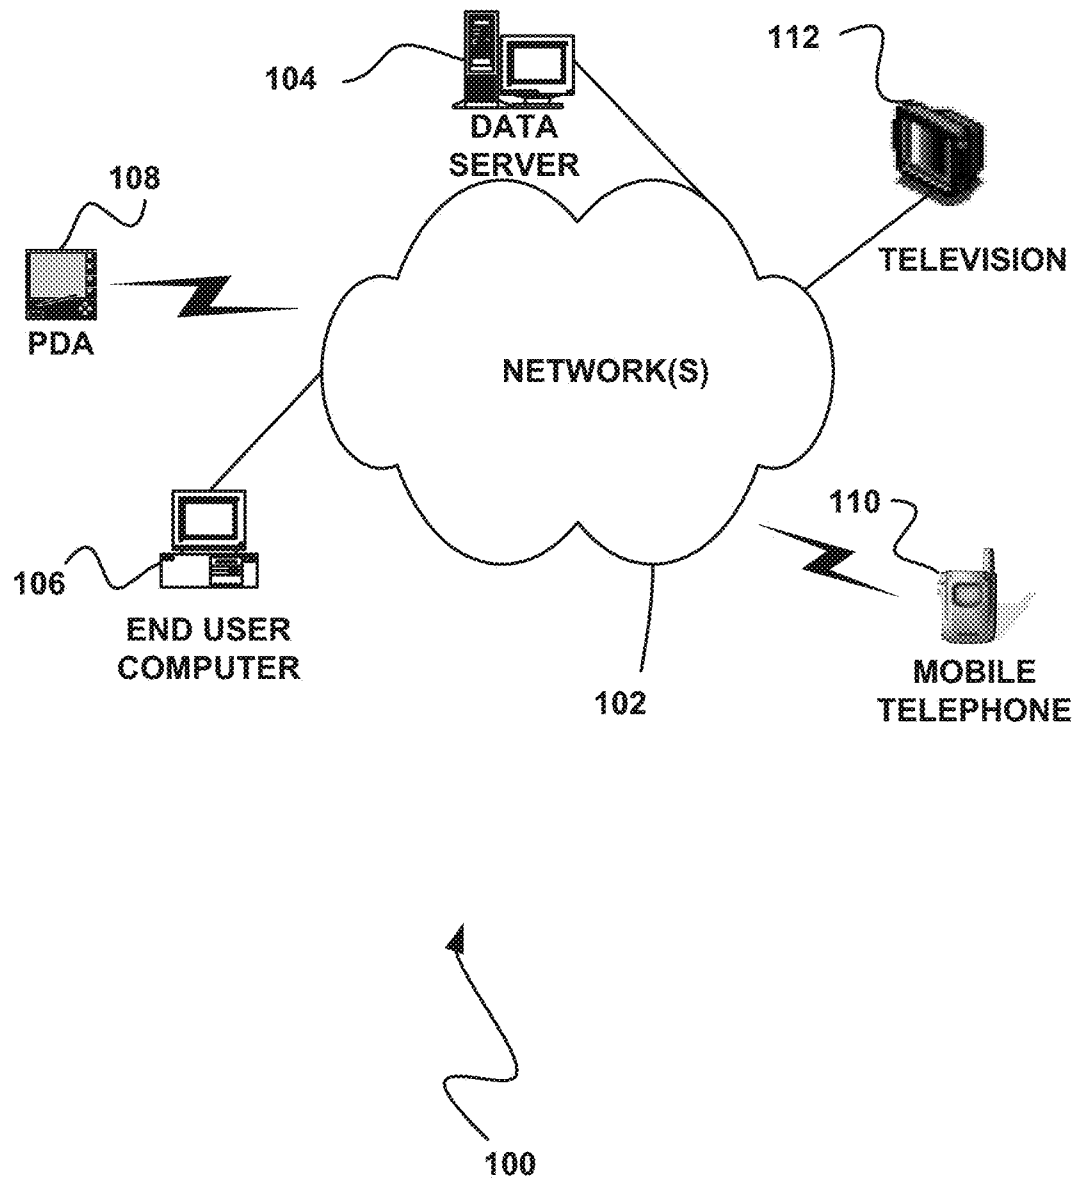 112
104
DATA
SERVER
108
TELEVISION
PDA
NETWORK(S)
110
106
END USER
COMPUTER
MOBILE
TELEPHONE
102
100